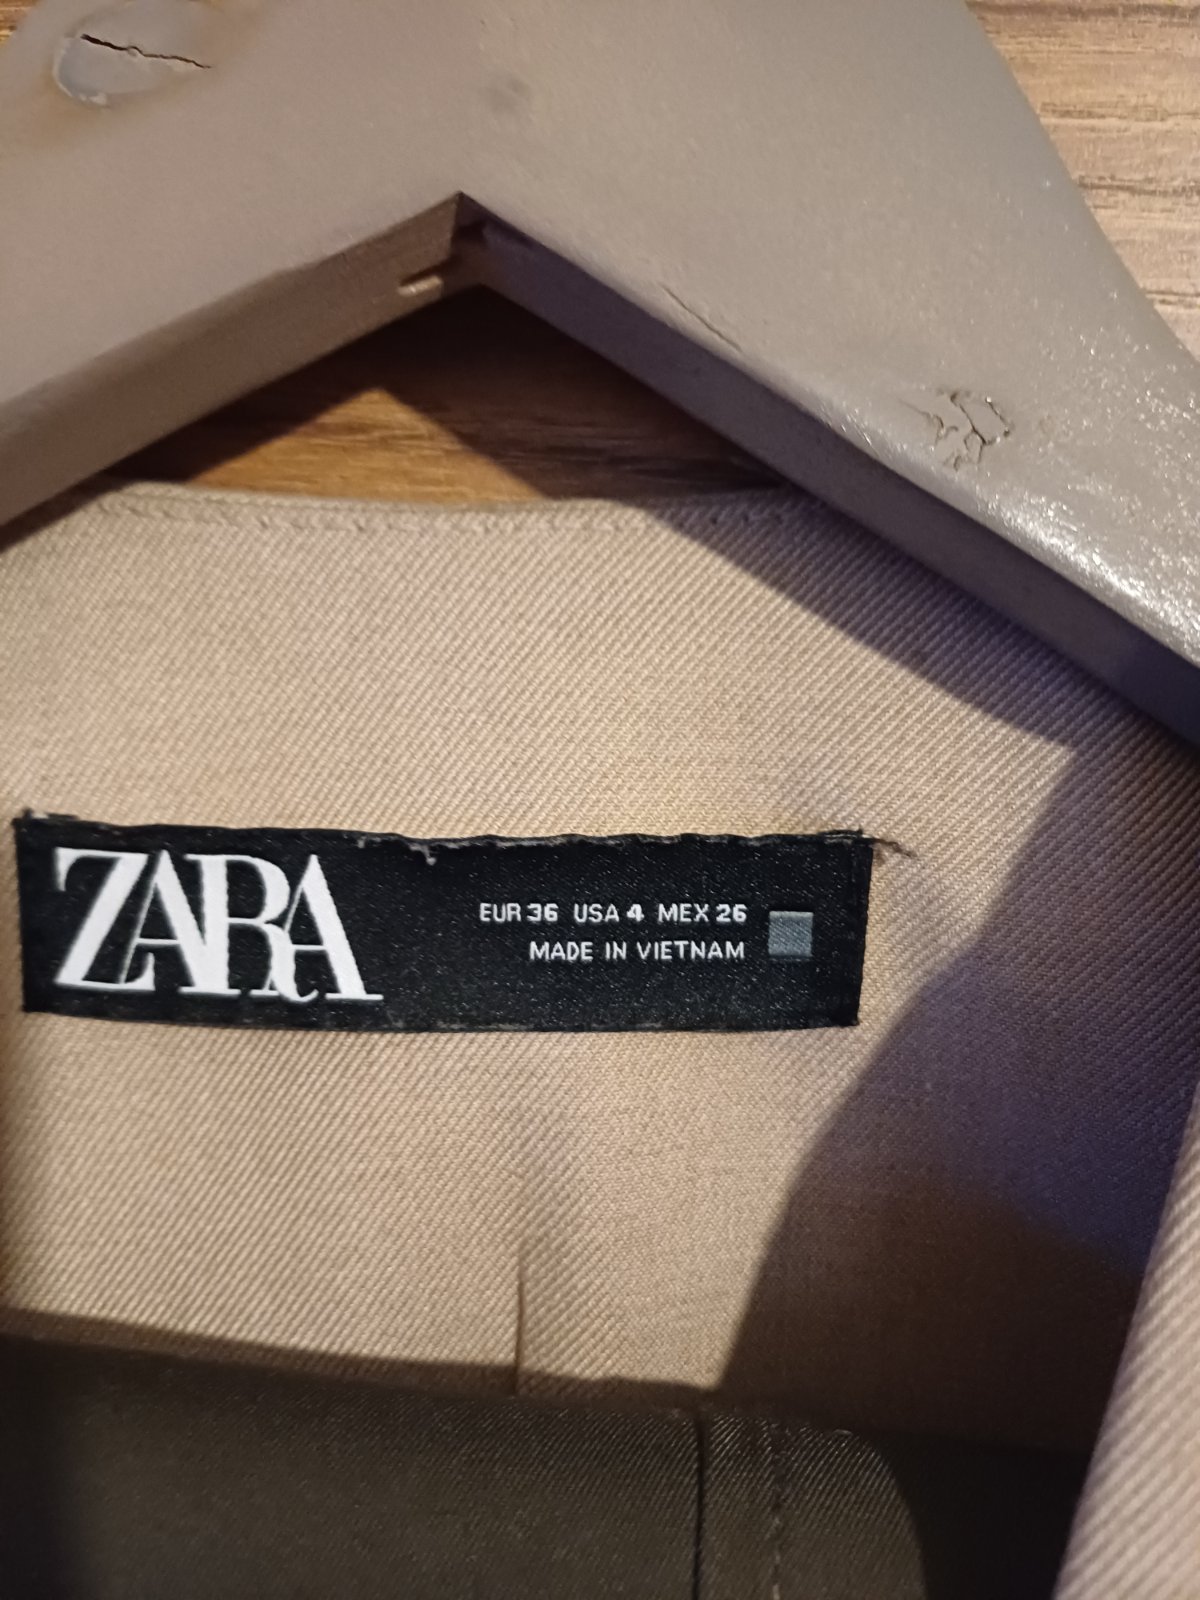 ZARA
EUR 36 USA 4 MEX 26
MADE IN VIETNAM